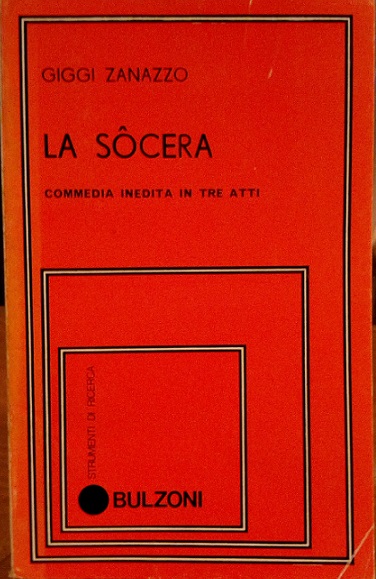 GIGGI ZANAZZO
LA SÔCERA
COMMEDIA INEDITA IN TRE ATTI
STRUMENTI DI RICERCA
BULZONI